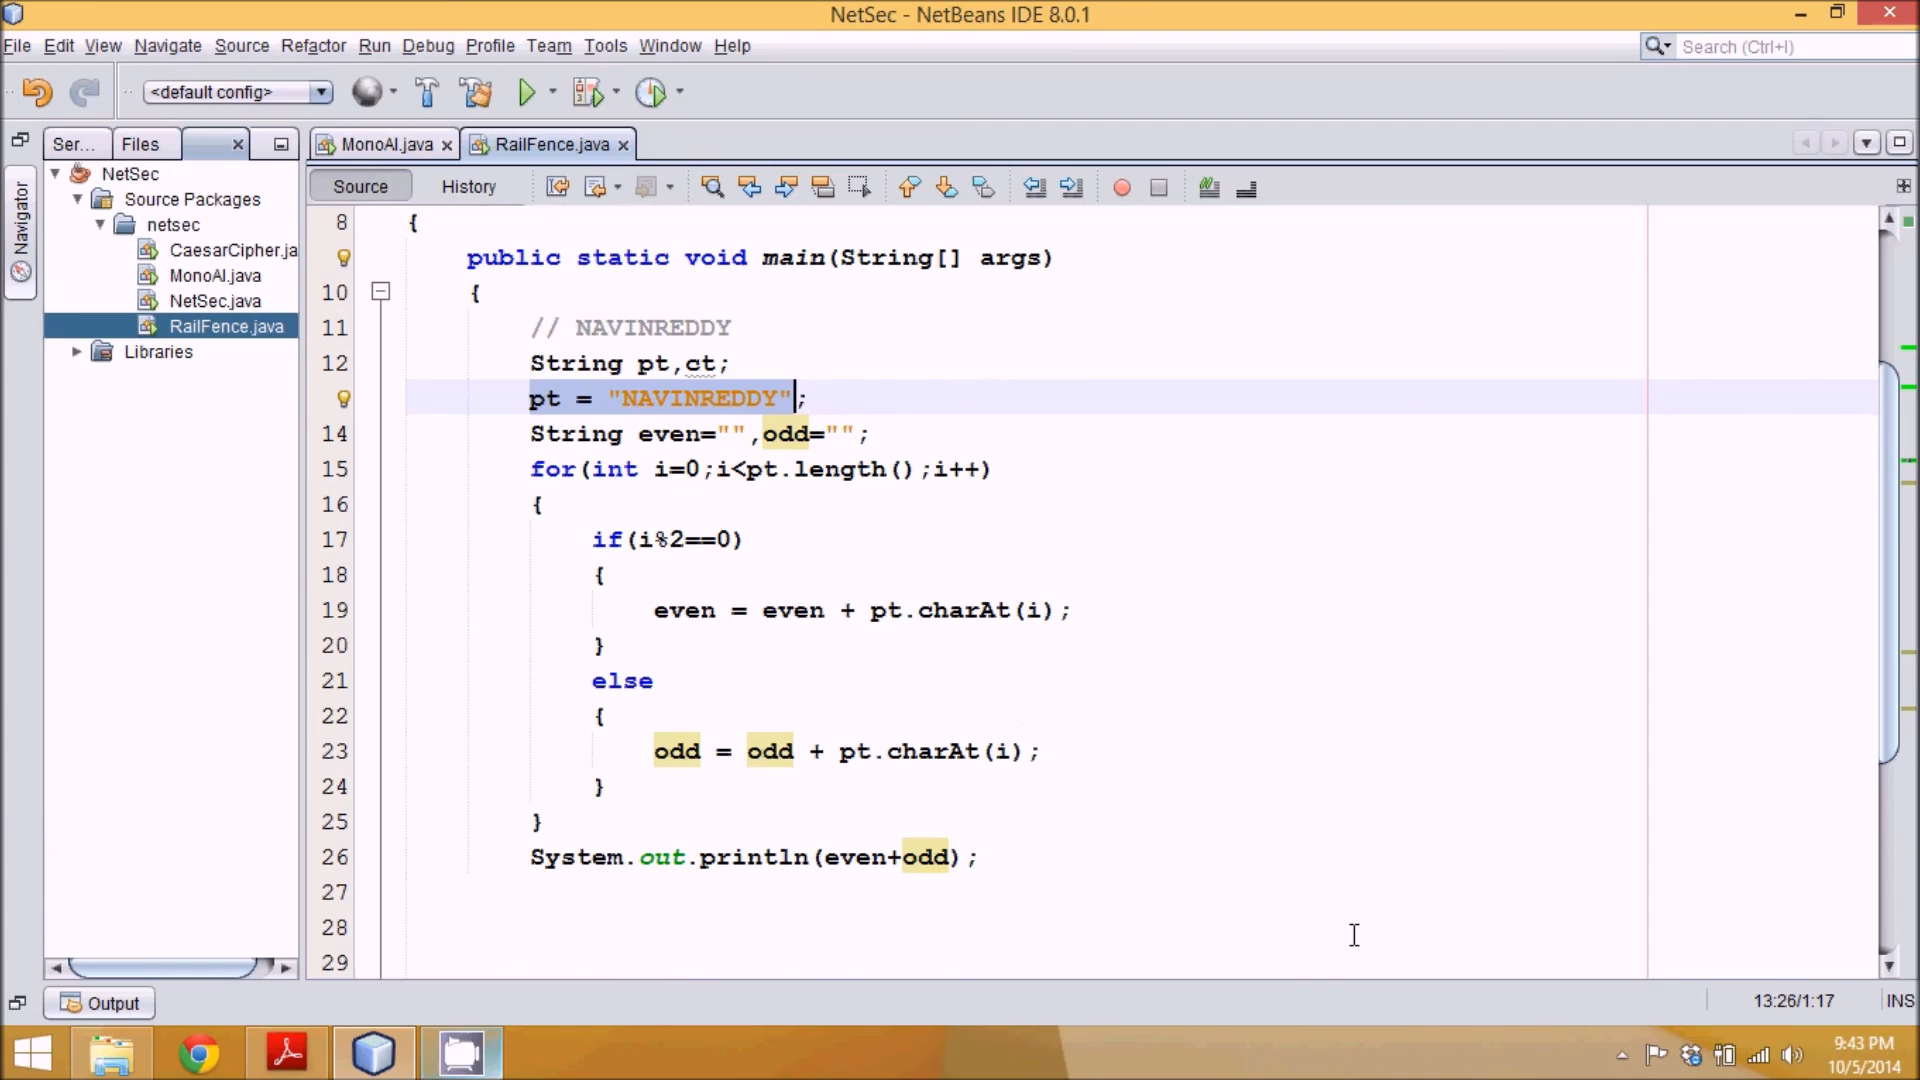 NetSec - NetBeans IDE 8.0.1
File Edit View Navigate Source Refactor Run Debug Profile Team Tools Window Help
Search (Ctrl+I)
<default config>
Ser... Files
MonoAl.java RailFence.java
Navigator
NetSec
Source Packages
netsec
CaesarCipher.ja
MonoAl.java
NetSec.java
RailFence.java
Libraries
Source History
8 {
public static void main(String[] args)
10 {
11 // NAVINREDDY
12 String pt,ct;
pt = "NAVINREDDY";
14 String even="",odd="";
15 for(int i=0;i<pt.length();i++)
16 {
17 if(i%2==0)
18 {
19 even = even + pt.charAt(i);
20 }
21 else
22 {
23 odd = odd + pt.charAt(i);
24 }
25 }
26 System.out.println(even+odd);
27
28
29
Output
13:26/1:17 INS
9:43 PM
10/5/2014